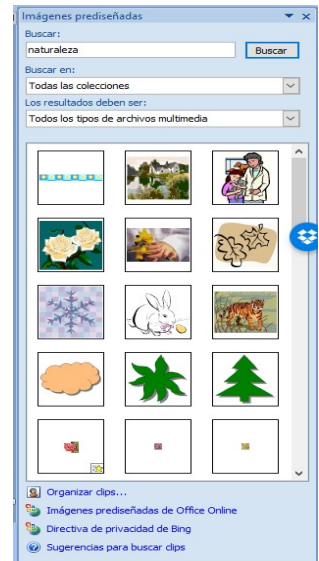 Imágenes prediseñadas
Buscar:
naturaleza
Buscar
Buscar en:
Todas las colecciones
Los resultados deben ser:
Todos los tipos de archivos multimedia
Organizar clips...
Imágenes prediseñadas de Office Online
Directiva de privacidad de Bing
Sugerencias para buscar clips